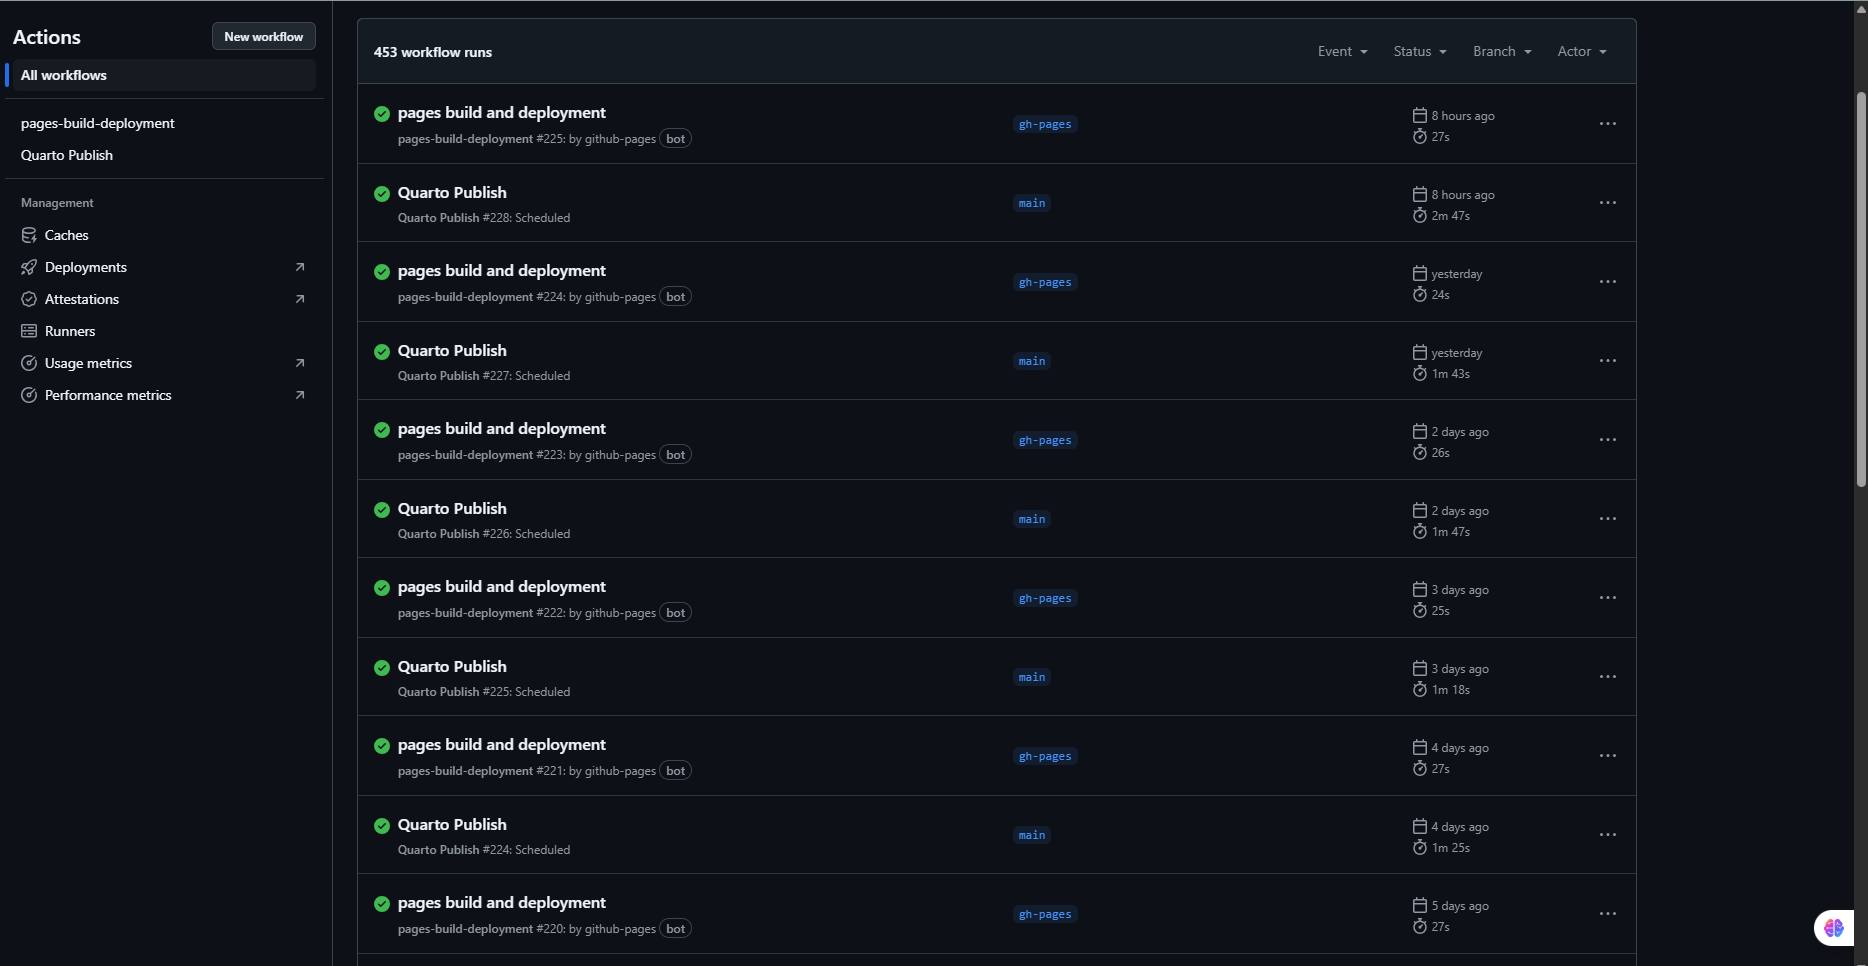 Actions
New workflow
All workflows
pages-build-deployment
Quarto Publish
Management
Caches
Deployments
Attestations
Runners
Usage metrics
Performance metrics
453 workflow runs
Event
Status
Branch
Actor
pages build and deployment
pages-build-deployment #225: by github-pages bot
gh-pages
8 hours ago
27s
Quarto Publish
Quarto Publish #228: Scheduled
main
8 hours ago
2m 47s
pages build and deployment
pages-build-deployment #224: by github-pages bot
gh-pages
yesterday
24s
Quarto Publish
Quarto Publish #227: Scheduled
main
yesterday
1m 43s
pages build and deployment
pages-build-deployment #223: by github-pages bot
gh-pages
2 days ago
26s
Quarto Publish
Quarto Publish #226: Scheduled
main
2 days ago
1m 47s
pages build and deployment
pages-build-deployment #222: by github-pages bot
gh-pages
3 days ago
25s
Quarto Publish
Quarto Publish #225: Scheduled
main
3 days ago
1m 18s
pages build and deployment
pages-build-deployment #221: by github-pages bot
gh-pages
4 days ago
27s
Quarto Publish
Quarto Publish #224: Scheduled
main
4 days ago
1m 25s
pages build and deployment
pages-build-deployment #220: by github-pages bot
gh-pages
5 days ago
27s